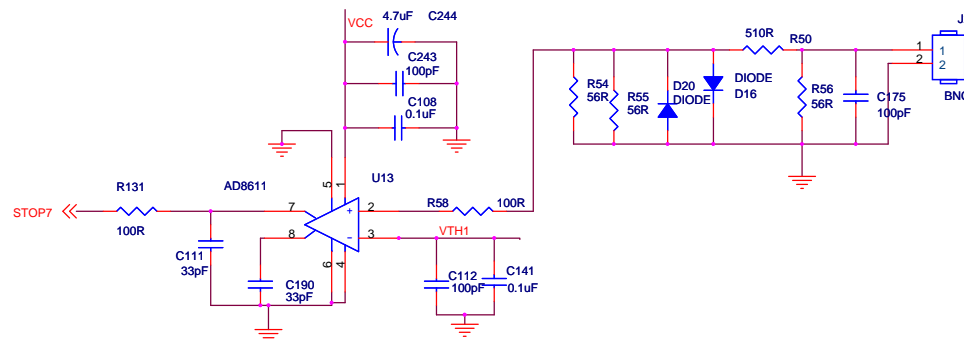 4.7uF C244
VCC
C243
100pF
C108
0.1uF
510R
R50
J
1
2
1
2
BNC
R54
56R
R55
56R
D20
DIODE
DIODE
D16
R56
56R
C175
100pF
5
1
U13
AD8611
R131
STOP7
100R
7
8
+
-
2
3
6
4
R58
100R
VTH1
C111
33pF
C190
33pF
C112
100pF
C141
0.1uF